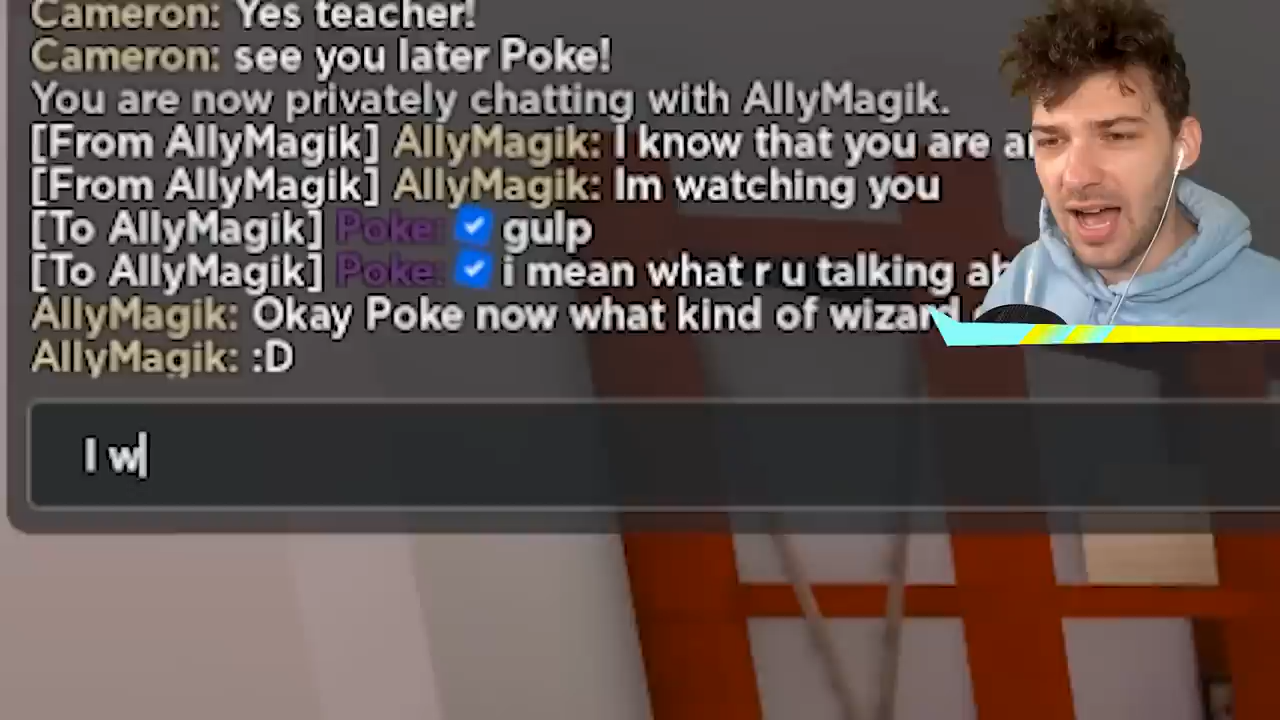 Cameron: Yes teacher!
Cameron: see you later Poke!
You are now privately chatting with AllyMagik.
[From AllyMagik] AllyMagik: I know that you are
[From AllyMagik] AllyMagik: Im watching you
[To AllyMagik] Poke: gulp
[To AllyMagik] Poke: i mean what r u talking
AllyMagik: Okay Poke now what kind of wizard
AllyMagik: :D
I w